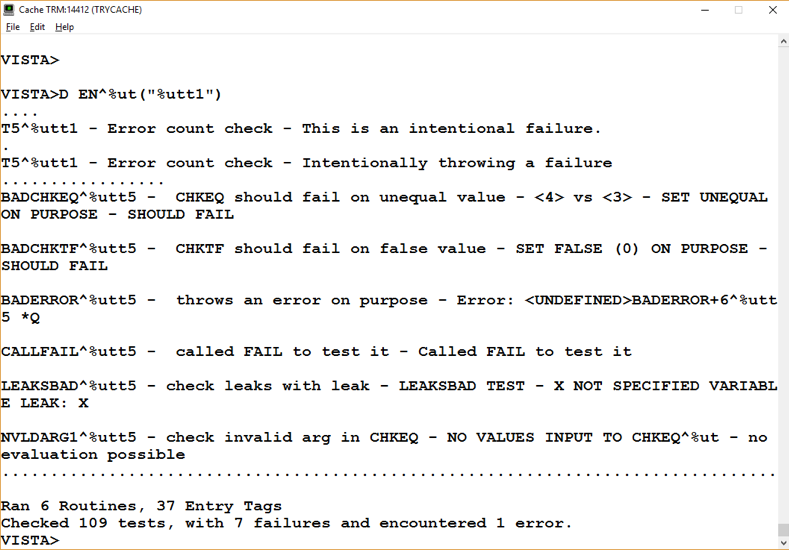 Cache TRM:14412 (TRYCACHE)
File Edit Help
VISTA>
VISTA>D EN^%ut("%utt1")
....
T5^%utt1 - Error count check - This is an intentional failure.
.
T5^%utt1 - Error count check - Intentionally throwing a failure
.................
BADCHKEQ^%utt5 -  CHKEQ should fail on unequal value - <4> vs <3> - SET UNEQUAL
ON PURPOSE - SHOULD FAIL
BADCHKTF^%utt5 -  CHKTF should fail on false value - SET FALSE (0) ON PURPOSE -
SHOULD FAIL
BADERROR^%utt5 -  throws an error on purpose - Error: <UNDEFINED>BADERROR+6^%utt
5 *Q
CALLFAIL^%utt5 -  called FAIL to test it - Called FAIL to test it
LEAKSBAD^%utt5 - check leaks with leak - LEAKSBAD TEST - X NOT SPECIFIED VARIABL
E LEAK: X
NVLDARG1^%utt5 - check invalid arg in CHKEQ - NO VALUES INPUT TO CHKEQ^%ut - no
evaluation possible
...............................................................................
Ran 6 Routines, 37 Entry Tags
Checked 109 tests, with 7 failures and encountered 1 error.
VISTA>